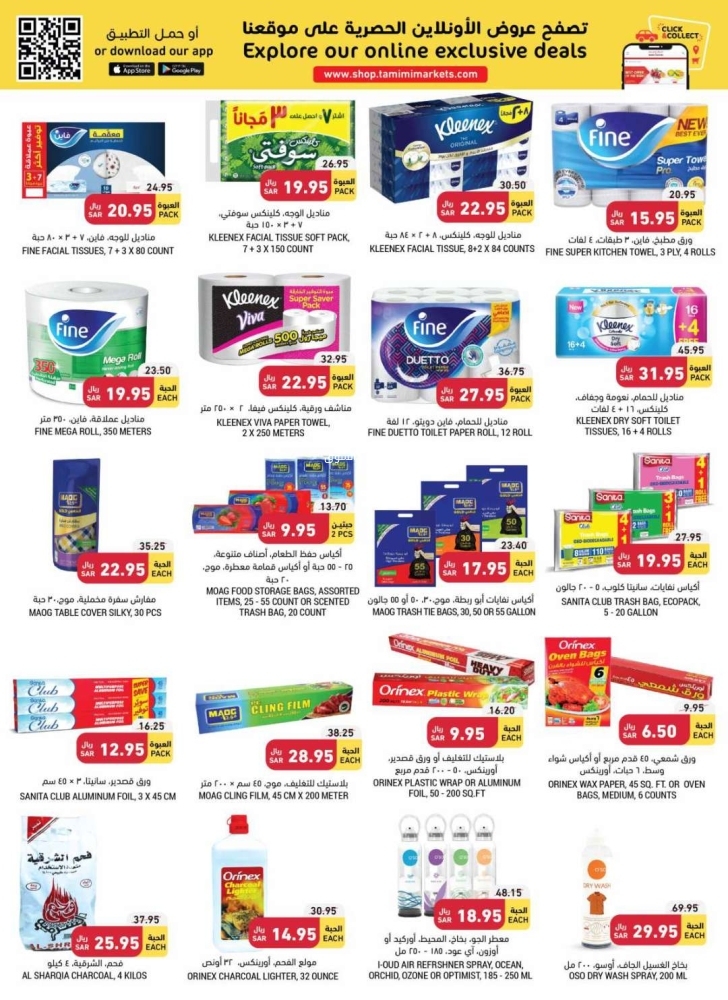 تصفح عروض الأونلاين الحصرية على موقعنا
Explore our online exclusive deals
www.shop.tamimimarkets.com
أو حمل التطبيق
or download our app
App Store
Google Play
CLICK
&COLLECT
24.95
SAR ريال 20.95 العبوة PACK
مناديل للوجه، فاين، ٧ + ٣ × ٨٠ حبة
FINE FACIAL TISSUES, 7 + 3 X 80 COUNT
26.95
SAR ريال 19.95 العبوة PACK
مناديل الوجه، كلينكس سوفتي،
٧ + ٣ × ١٥٠ حبة
KLEENEX FACIAL TISSUE SOFT PACK,
7 + 3 X 150 COUNT
30.50
SAR ريال 22.95 العبوة PACK
مناديل للوجه، كلينكس، ٨ + ٢ × ٨٤ حبة
KLEENEX FACIAL TISSUE, 8+2 X 84 COUNTS
20.95
SAR ريال 15.95 العبوة PACK
ورق مطبخ، فاين، ٣ طبقات، ٤ لفات
FINE SUPER KITCHEN TOWEL, 3 PLY, 4 ROLLS
23.50
SAR ريال 19.95 الحبة EACH
مناديل عملاقة، فاين، ٣٥٠ متر
FINE MEGA ROLL, 350 METERS
32.95
SAR ريال 22.95 العبوة PACK
مناشف ورقية، كلينكس فيفا، ٢ × ٢٥٠ متر
KLEENEX VIVA PAPER TOWEL,
2 X 250 METERS
36.75
SAR ريال 27.95 العبوة PACK
مناديل للحمام، فاين دويتو، ١٢ لفة
FINE DUETTO TOILET PAPER ROLL, 12 ROLL
45.95
SAR ريال 31.95 العبوة PACK
مناديل للحمام، نعومة وجفاف،
كلينكس، ١٦ + ٤ لفات
KLEENEX DRY SOFT TOILET
TISSUES, 16 + 4 ROLLS
35.25
SAR ريال 22.95 الحبة EACH
مفارش سفرة مخملية، موج،٣٠ حبة
MAOG TABLE COVER SILKY, 30 PCS
13.70
SAR ريال 9.95 حبتين 2 PCS
أكياس حفظ الطعام، أصناف متنوعة،
٢٥ - ٥٥ حبة أو أكياس قمامة معطرة، موج،
٢٠ حبة
MOAG FOOD STORAGE BAGS, ASSORTED
ITEMS, 25 - 55 COUNT OR SCENTED
TRASH BAG, 20 COUNT
23.40
SAR ريال 17.95 الحبة EACH
أكياس نفايات أبو ربطة، موج، ٣٠، ٥٠ أو ٥٥ جالون
MAOG TRASH TIE BAGS, 30, 50 OR 55 GALLON
27.95
SAR ريال 19.95 الحبة EACH
أكياس نفايات، سانيتا كلوب، ٥ - ٢٠ جالون
SANITA CLUB TRASH BAG, ECOPACK,
5 - 20 GALLON
16.25
SAR ريال 12.95 العبوة PACK
ورق قصدير، سانيتا، ٣ × ٤٥ سم
SANITA CLUB ALUMINUM FOIL, 3 X 45 CM
38.25
SAR ريال 28.95 الحبة EACH
بلاستيك للتغليف، موج، ٤٥ سم × ٢٠٠ متر
MOAG CLING FILM, 45 CM X 200 METER
16.20
SAR ريال 9.95 الحبة EACH
بلاستيك للتغليف أو ورق قصدير،
أورينكس، ٥٠ - ٢٠٠ قدم مربع
ORINEX PLASTIC WRAP OR ALUMINUM
FOIL, 50 - 200 SQ.FT
9.95
SAR ريال 6.50 الحبة EACH
ورق شمعي، ٤٥ قدم مربع أو أكياس شواء
وسط، ٦ حبات، أورينكس
ORINEX WAX PAPER, 45 SQ. FT. OR OVEN
BAGS, MEDIUM, 6 COUNTS
37.95
SAR ريال 25.95 الحبة EACH
فحم، الشرقية، ٤ كيلو
AL SHARQIA CHARCOAL, 4 KILOS
30.95
SAR ريال 14.95 الحبة EACH
مولع الفحم، أورينكس، ٣٢ أونص
ORINEX CHARCOAL LIGHTER, 32 OUNCE
48.15
SAR ريال 18.95 الحبة EACH
معطر الجو، بخاخ، المحيط، أوركيد أو
أوزون، آي عود، ١٨٥ - ٢٥٠ مل
I-OUD AIR REFRSHNER SPRAY, OCEAN,
ORCHID, OZONE OR OPTIMIST, 185 - 250 ML
69.95
SAR ريال 29.95 الحبة EACH
بخاخ الغسيل الجاف، أوسو، ٢٠٠ مل
OSO DRY WASH SPRAY, 200 ML